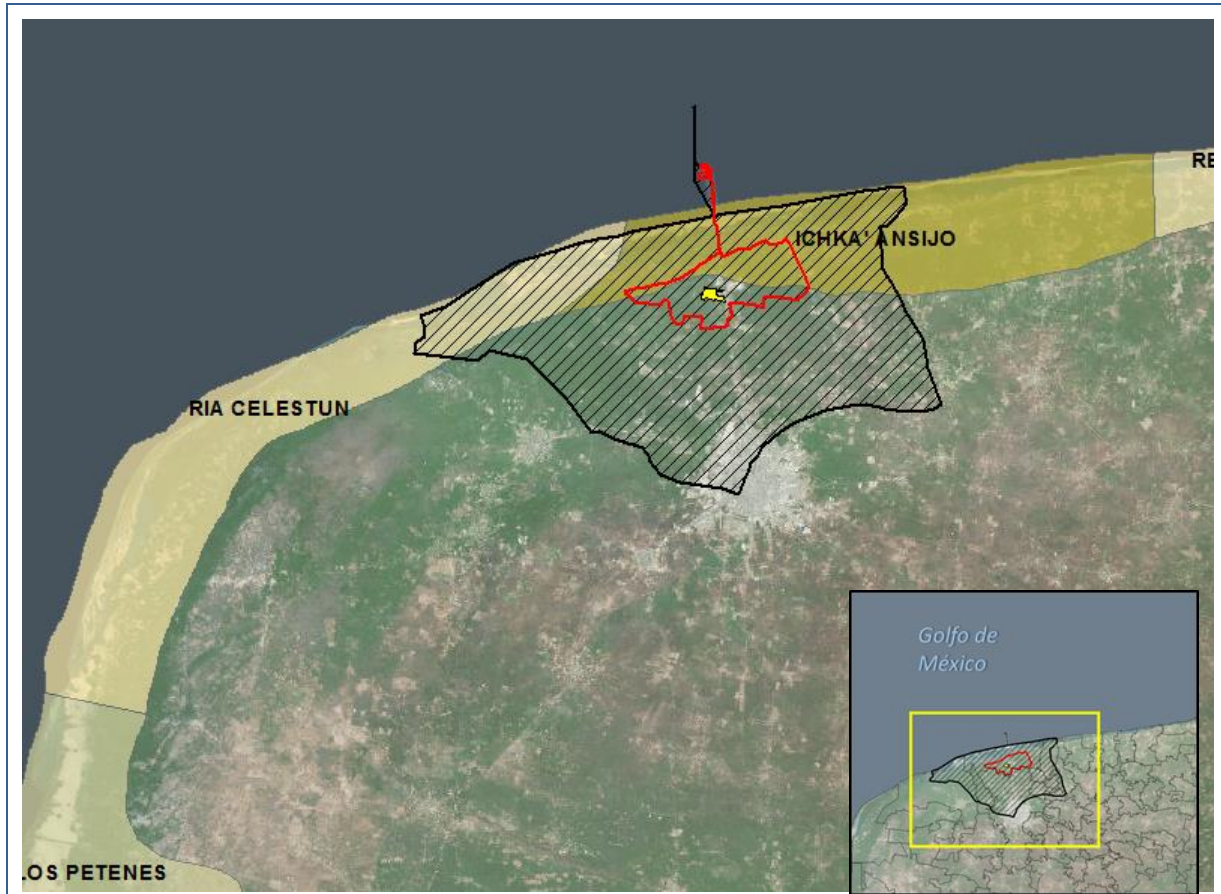 RE
ICHKA' ANSIJO
RIA CELESTUN
Golfo de
México
LOS PETENES